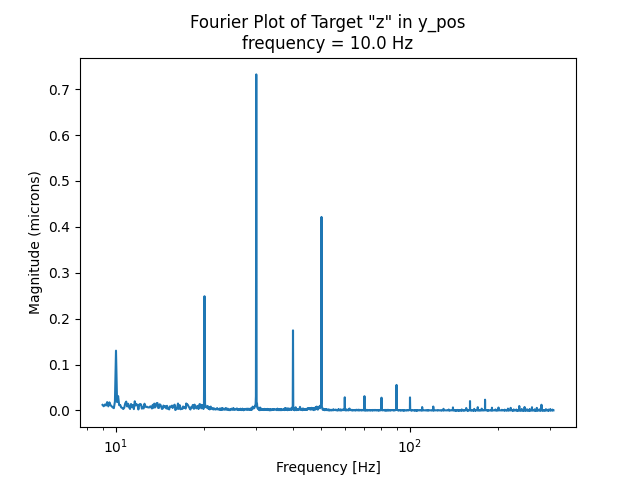 Fourier Plot of Target "z" in y_pos
frequency = 10.0 Hz
Magnitude (microns)
0.7
0.6
0.5
0.4
0.3
0.2
0.1
0.0
10¹
10²
Frequency [Hz]